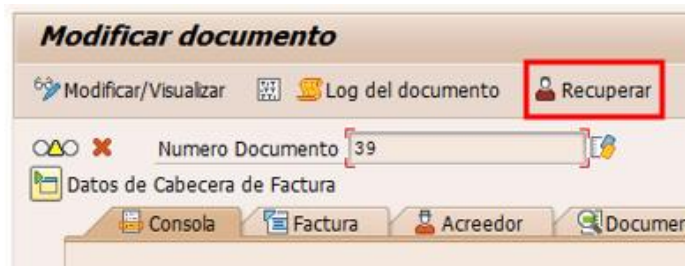 Modificar documento
Modificar/Visualizar Log del documento Recuperar
Numero Documento 39
Datos de Cabecera de Factura
Consola Factura Acreedor Documen